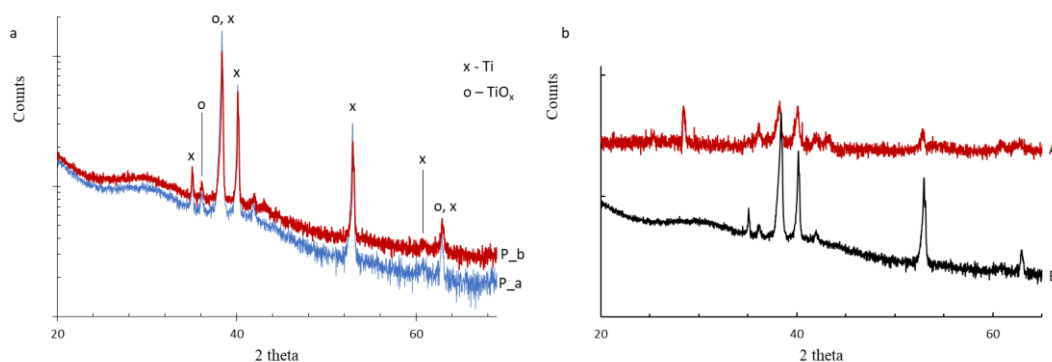 a
o, x
x
x - Ti
o
o – TiOₓ
x
x
x
o, x
Counts
P_b
P_a
20
40
60
2 theta
b
Counts
20
40
60
2 theta